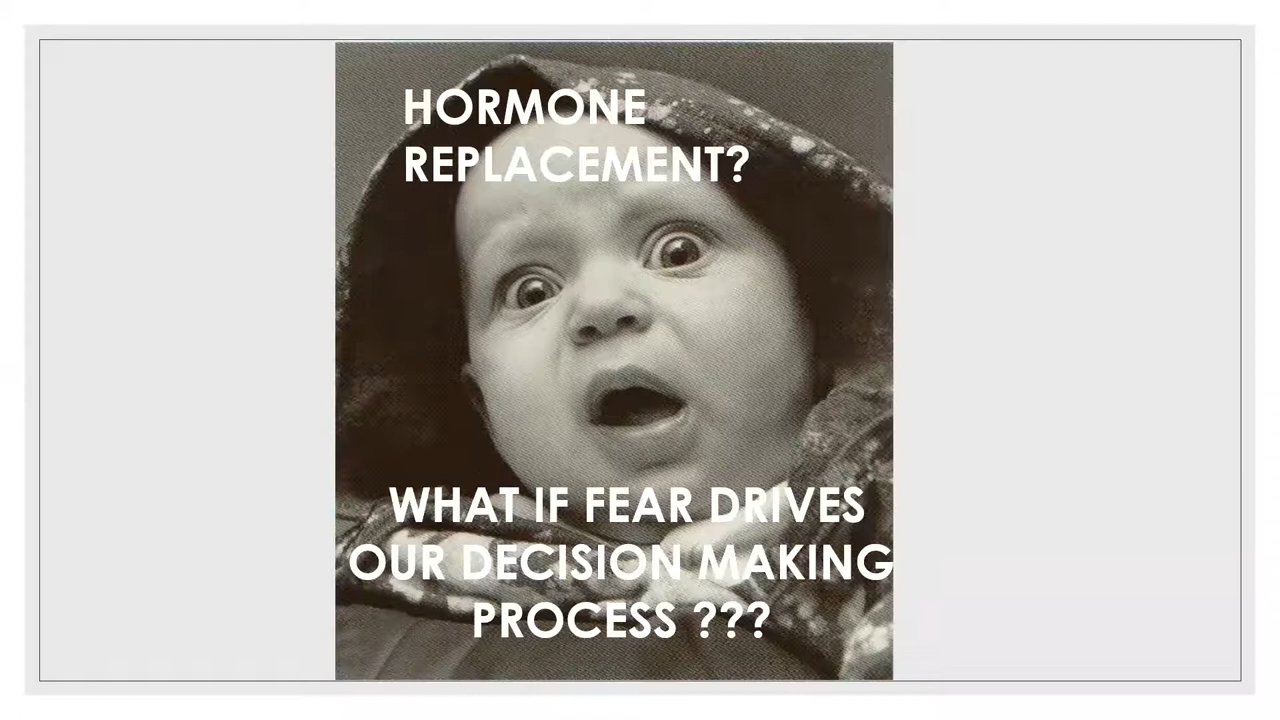 HORMONE
REPLACEMENT?
WHAT IF FEAR DRIVES
OUR DECISION MAKING
PROCESS ???